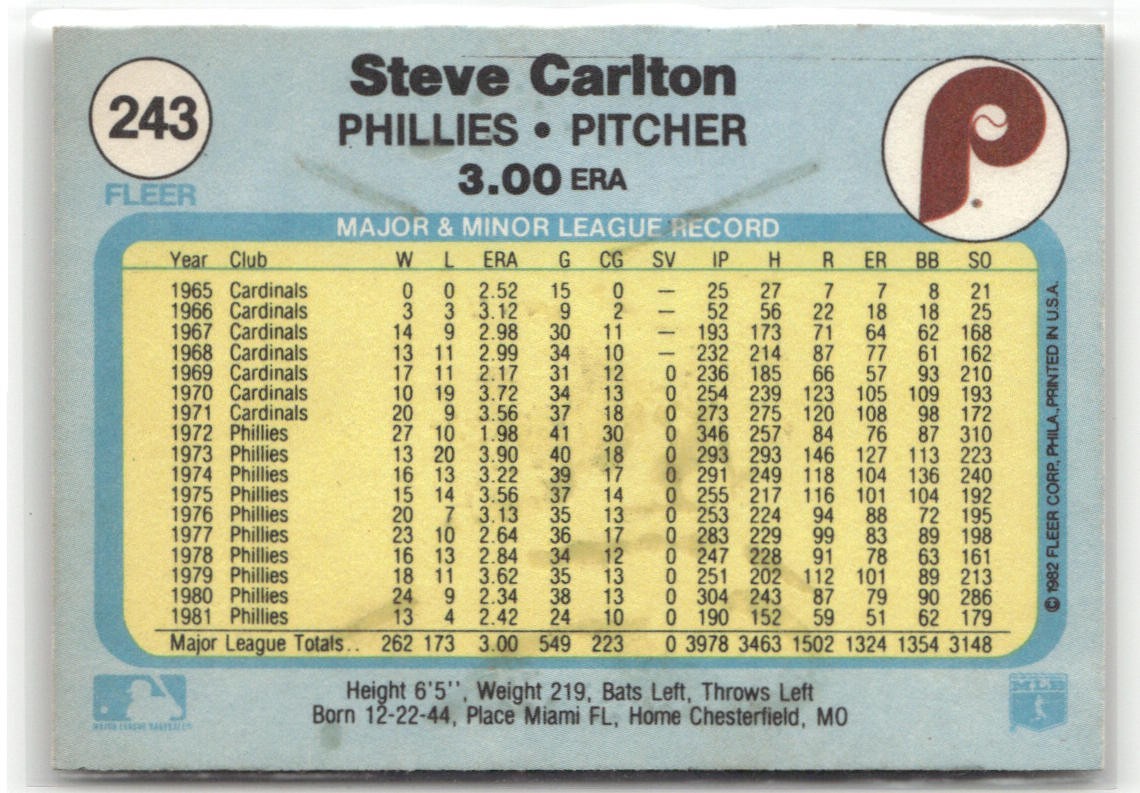 243
FLEER
Steve Carlton
PHILLIES • PITCHER
3.00 ERA
P
MAJOR & MINOR LEAGUE RECORD
Year Club W L ERA G CG SV IP H R ER BB SO
1965 Cardinals 0 0 2.52 15 0 — 25 27 7 7 8 21
1966 Cardinals 3 3 3.12 9 2 — 52 56 22 18 18 25
1967 Cardinals 14 9 2.98 30 11 — 193 173 71 64 62 168
1968 Cardinals 13 11 2.99 34 10 — 232 214 87 77 61 162
1969 Cardinals 17 11 2.17 31 12 0 236 185 66 57 93 210
1970 Cardinals 10 19 3.72 34 13 0 254 239 123 105 109 193
1971 Cardinals 20 9 3.56 37 18 0 273 275 120 108 98 172
1972 Phillies 27 10 1.98 41 30 0 346 257 84 76 87 310
1973 Phillies 13 20 3.90 40 18 0 293 293 146 127 113 223
1974 Phillies 16 13 3.22 39 17 0 291 249 118 104 136 240
1975 Phillies 15 14 3.56 37 14 0 255 217 116 101 104 192
1976 Phillies 20 7 3.13 35 13 0 253 224 94 88 72 195
1977 Phillies 23 10 2.64 36 17 0 283 229 99 83 89 198
1978 Phillies 16 13 2.84 34 12 0 247 228 91 78 63 161
1979 Phillies 18 11 3.62 35 13 0 251 202 112 101 89 213
1980 Phillies 24 9 2.34 38 13 0 304 243 87 79 90 286
1981 Phillies 13 4 2.42 24 10 0 190 152 59 51 62 179
Major League Totals.. 262 173 3.00 549 223 0 3978 3463 1502 1324 1354 3148
© 1982 FLEER CORP., PHILA., PRINTED IN U.S.A.
Height 6'5'', Weight 219, Bats Left, Throws Left
Born 12-22-44, Place Miami FL, Home Chesterfield, MO
MLB